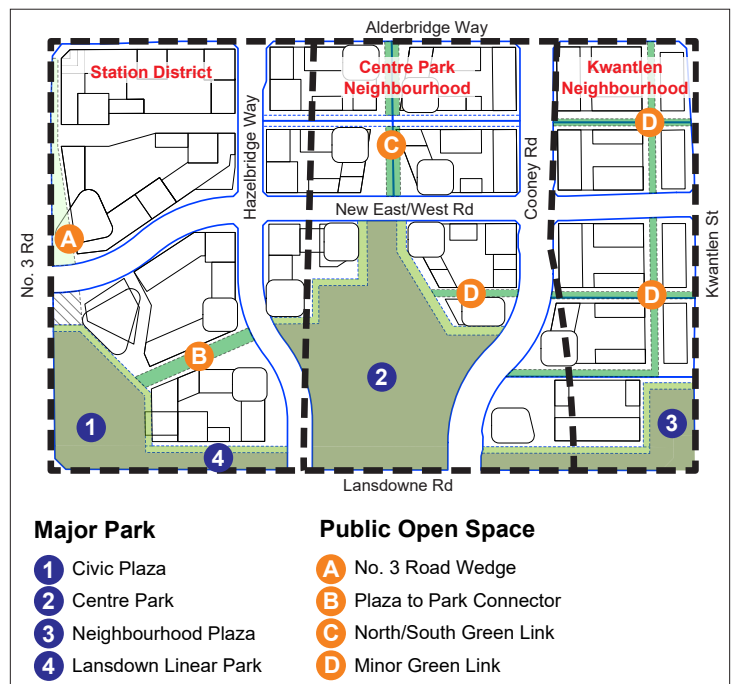 Alderbridge Way
Station District
Centre Park
Neighbourhood
Kwantlen
Neighbourhood
D
C
Hazelbridge Way
Cooney Rd
New East/West Rd
A
No. 3 Rd
Kwantlen St
D
D
B
2
1
3
4
Lansdowne Rd
Major Park
1 Civic Plaza
2 Centre Park
3 Neighbourhood Plaza
4 Lansdown Linear Park
Public Open Space
A No. 3 Road Wedge
B Plaza to Park Connector
C North/South Green Link
D Minor Green Link